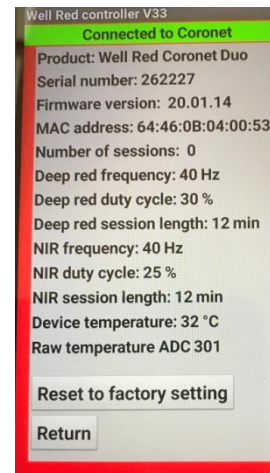 Well Red controller V33
Connected to Coronet
Product: Well Red Coronet Duo
Serial number: 262227
Firmware version: 20.01.14
MAC address: 64:46:0B:04:00:53
Number of sessions: 0
Deep red frequency: 40 Hz
Deep red duty cycle: 30 %
Deep red session length: 12 min
NIR frequency: 40 Hz
NIR duty cycle: 25 %
NIR session length: 12 min
Device temperature: 32 °C
Raw temperature ADC 301
Reset to factory setting
Return